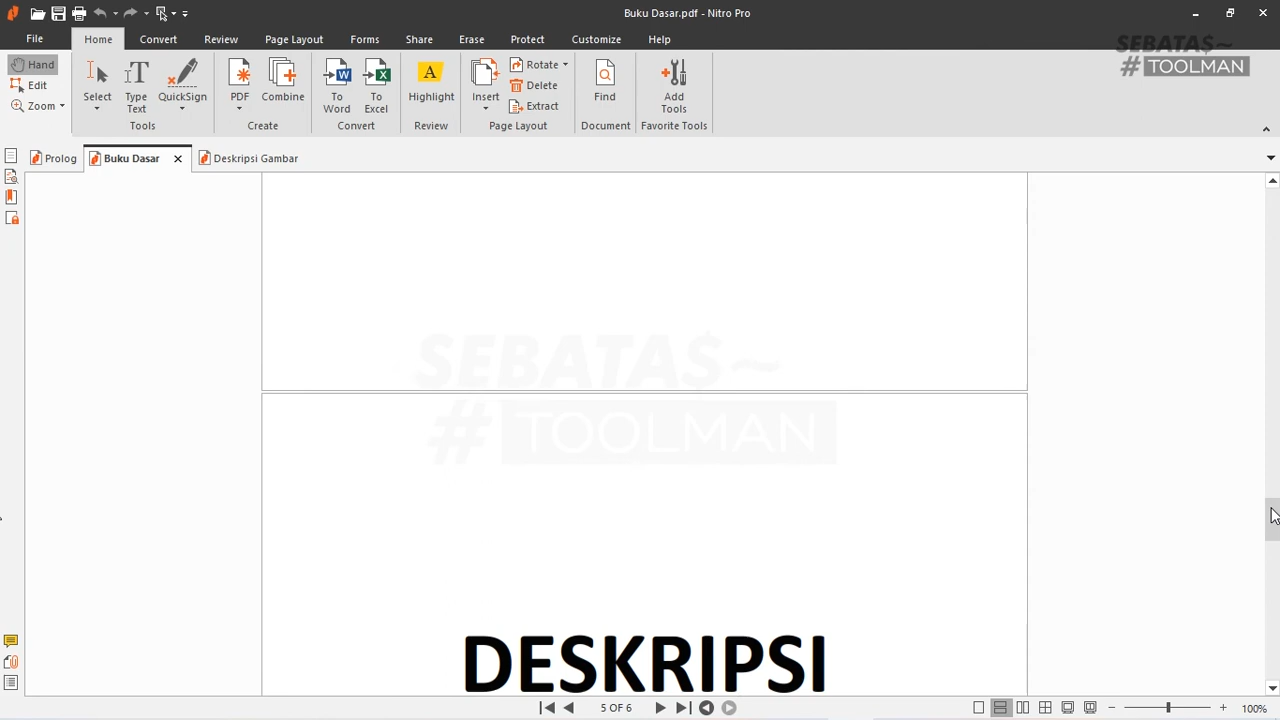 Buku Dasar.pdf - Nitro Pro
File Home Convert Review Page Layout Forms Share Erase Protect Customize Help
SEBATA$~
# TOOLMAN
Hand
Edit
Zoom
Select
Type Text
QuickSign
Tools
PDF
Combine
Create
To Word
To Excel
Convert
Highlight
Review
Insert
Rotate
Delete
Extract
Page Layout
Find
Document
Add Tools
Favorite Tools
Prolog Buku Dasar Deskripsi Gambar
SEBATA$~
# TOOLMAN
DESKRIPSI
5 OF 6
100%